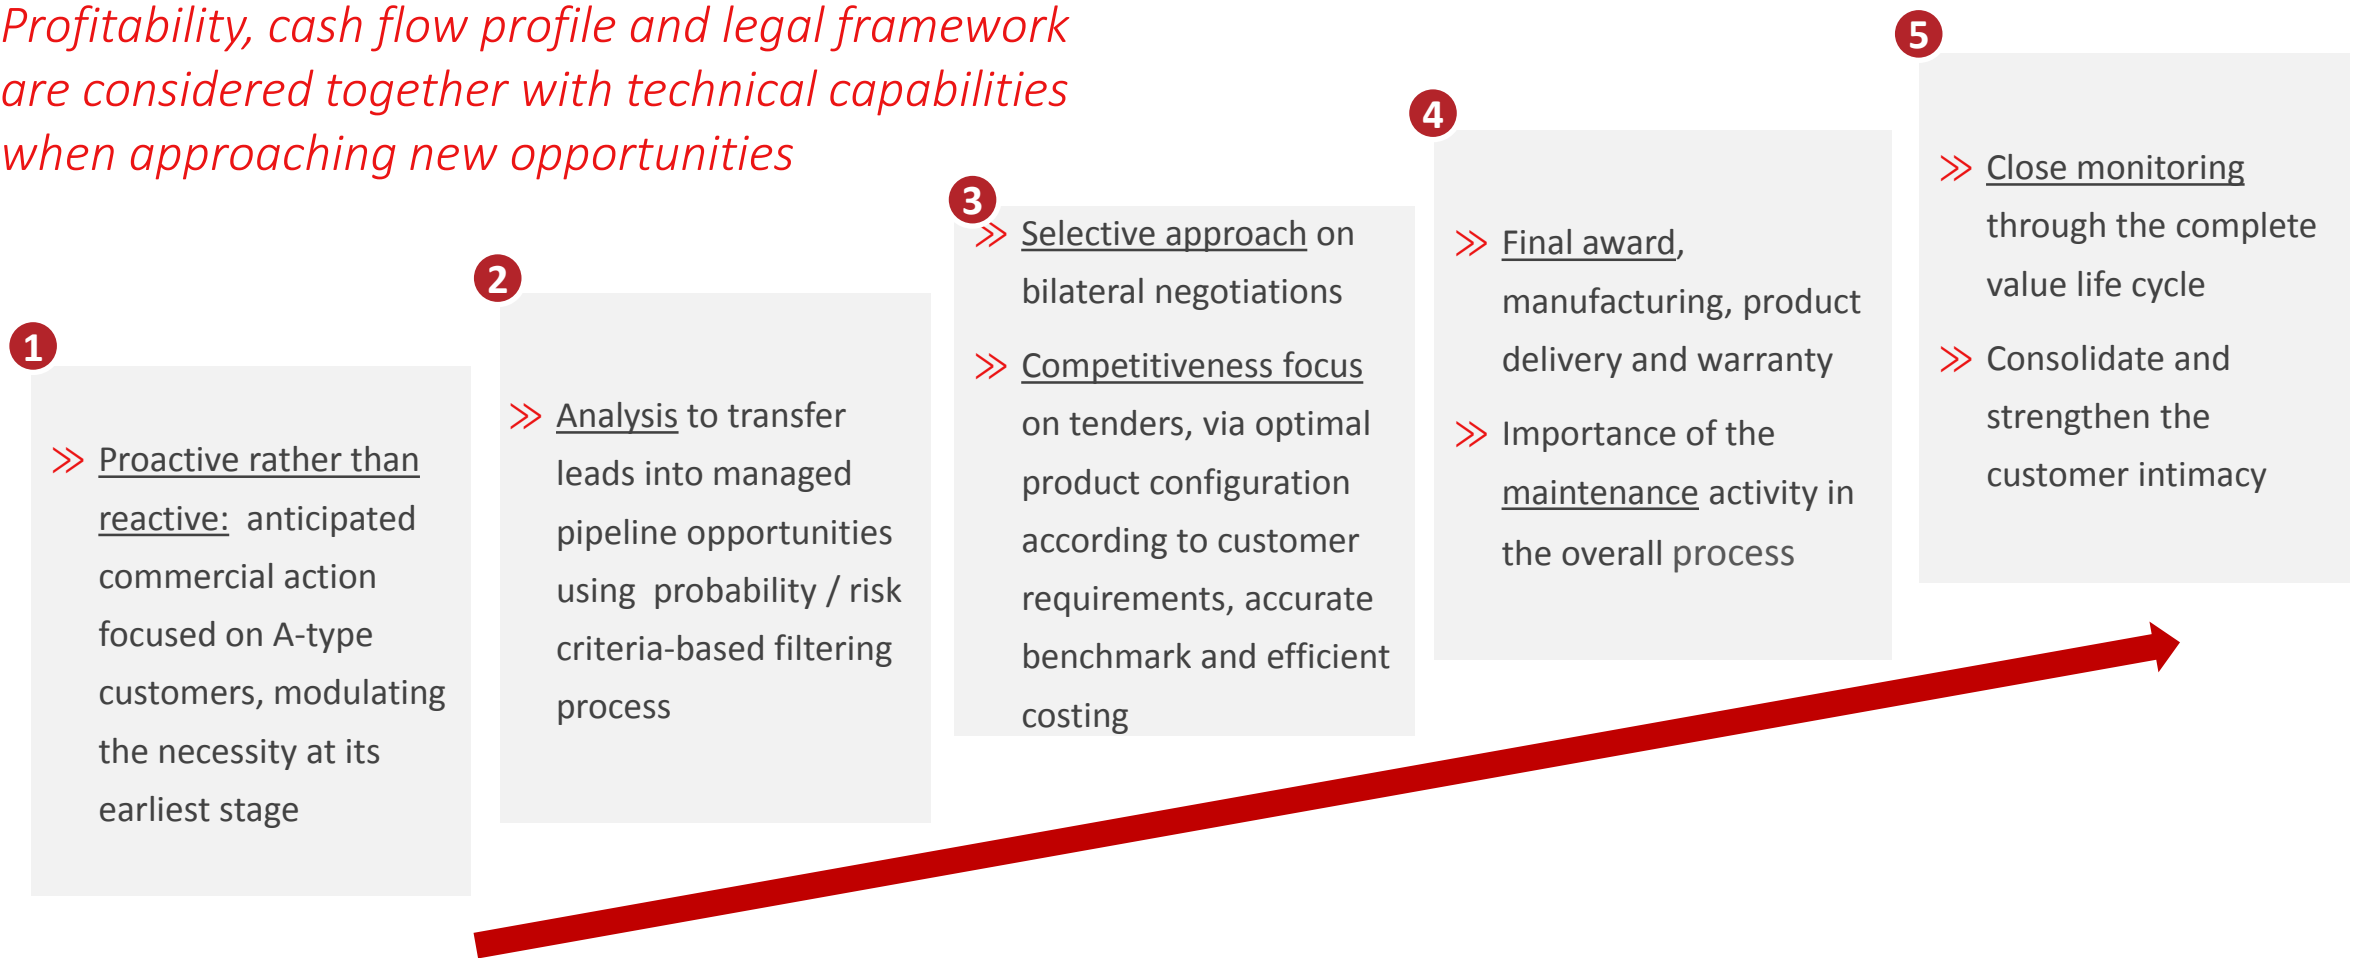 Profitability, cash flow profile and legal framework
are considered together with technical capabilities
when approaching new opportunities
1
» Proactive rather than
reactive:  anticipated
commercial action
focused on A-type
customers, modulating
the necessity at its
earliest stage
2
» Analysis to transfer
leads into managed
pipeline opportunities
using  probability / risk
criteria-based filtering
process
3
» Selective approach on
bilateral negotiations
» Competitiveness focus
on tenders, via optimal
product configuration
according to customer
requirements, accurate
benchmark and efficient
costing
4
» Final award,
manufacturing, product
delivery and warranty
» Importance of the
maintenance activity in
the overall process
5
» Close monitoring
through the complete
value life cycle
» Consolidate and
strengthen the
customer intimacy